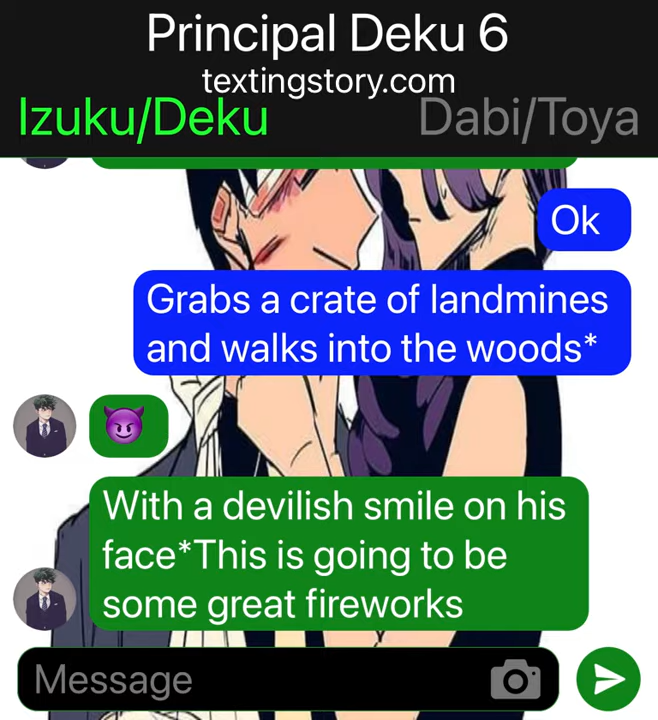 Principal Deku 6
textingstory.com
Izuku/Deku Dabi/Toya
Ok
Grabs a crate of landmines
and walks into the woods*
😈
With a devilish smile on his
face*This is going to be
some great fireworks
Message